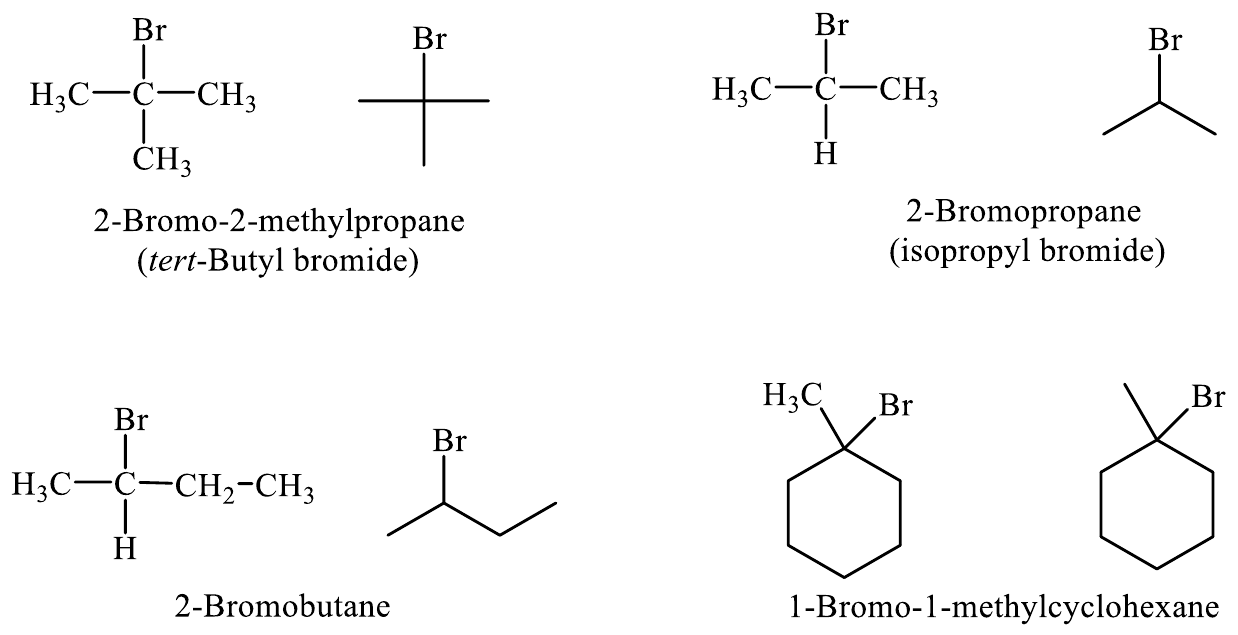 Br
H₃C—C—CH₃
CH₃
Br
2-Bromo-2-methylpropane
(tert-Butyl bromide)
Br
H₃C—C—CH₃
H
Br
2-Bromopropane
(isopropyl bromide)
Br
H₃C—C—CH₂–CH₃
H
Br
2-Bromobutane
H₃C
Br
Br
1-Bromo-1-methylcyclohexane